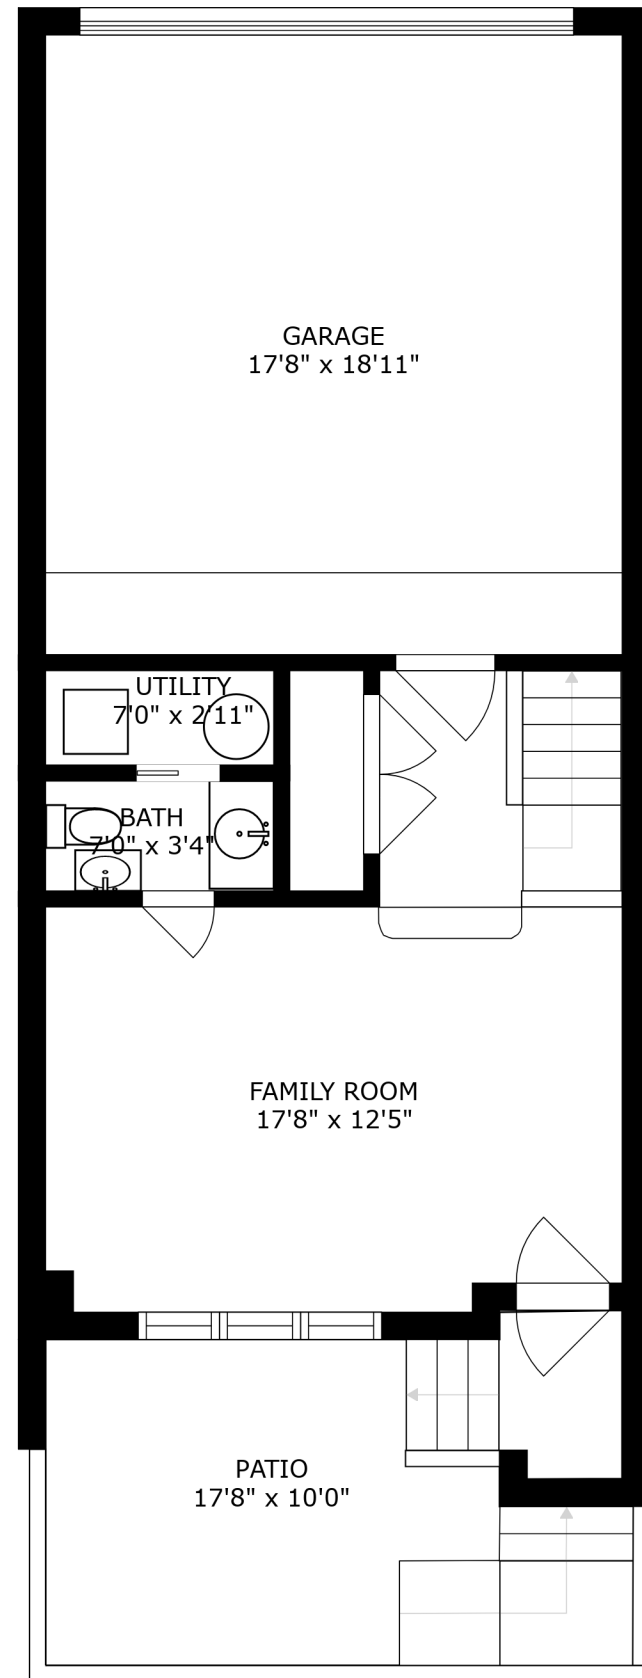 GARAGE
17'8" x 18'11"
UTILITY
7'0" x 2'11"
BATH
7'0" x 3'4"
FAMILY ROOM
17'8" x 12'5"
PATIO
17'8" x 10'0"